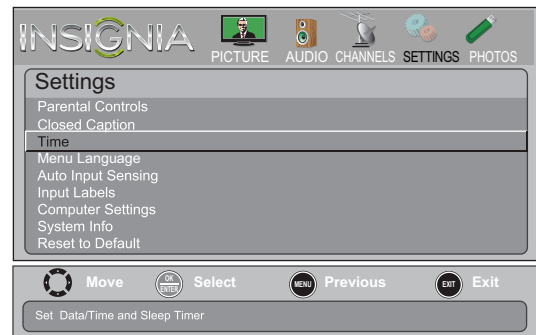 INSIGNIA
PICTURE AUDIO CHANNELS SETTINGS PHOTOS
Settings
Parental Controls
Closed Caption
Time
Menu Language
Auto Input Sensing
Input Labels
Computer Settings
System Info
Reset to Default
Move OK ENTER Select MENU Previous EXIT Exit
Set Data/Time and Sleep Timer